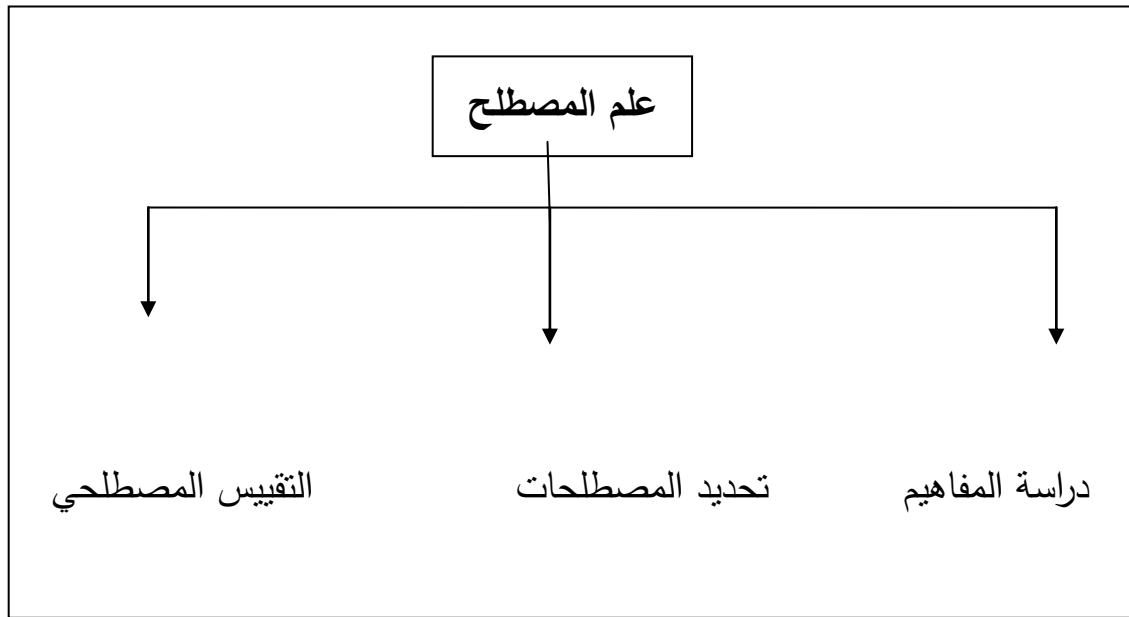 علم المصطلح
دراسة المفاهيم
تحديد المصطلحات
التقييس المصطلحي